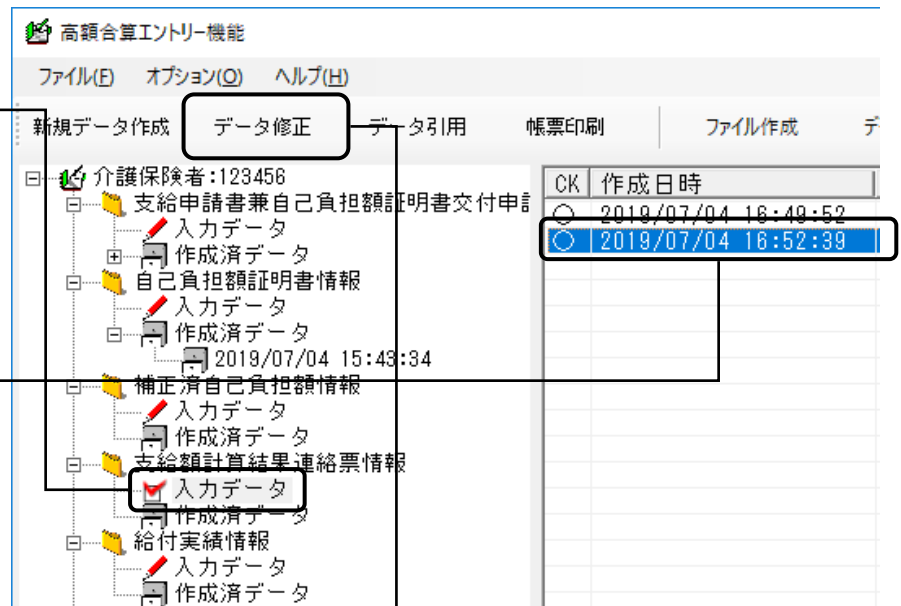 高額合算エントリー機能
ファイル(F) オプション(O) ヘルプ(H)
新規データ作成 データ修正 データ引用 帳票印刷 ファイル作成 デ
介護保険者:123456
支給申請書兼自己負担額証明書交付申請
入力データ
作成済データ
自己負担額証明書情報
入力データ
作成済データ
2019/07/04 15:43:34
補正済自己負担額情報
入力データ
作成済データ
支給額計算結果連絡票情報
入力データ
作成済データ
給付実績情報
入力データ
作成済データ
CK 作成日時
○ 2019/07/04 16:49:52
○ 2019/07/04 16:52:39